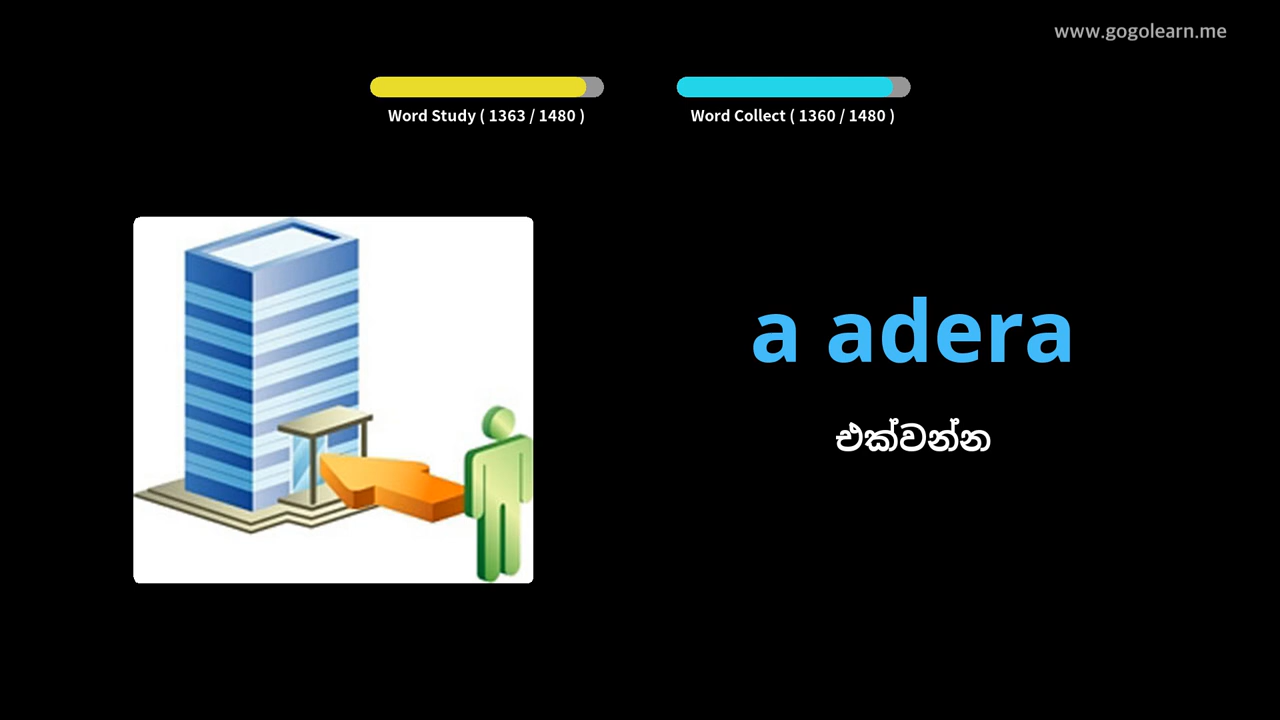 www.gogolearn.me
Word Study ( 1363 / 1480 )
Word Collect ( 1360 / 1480 )
a adera
එක්වන්න